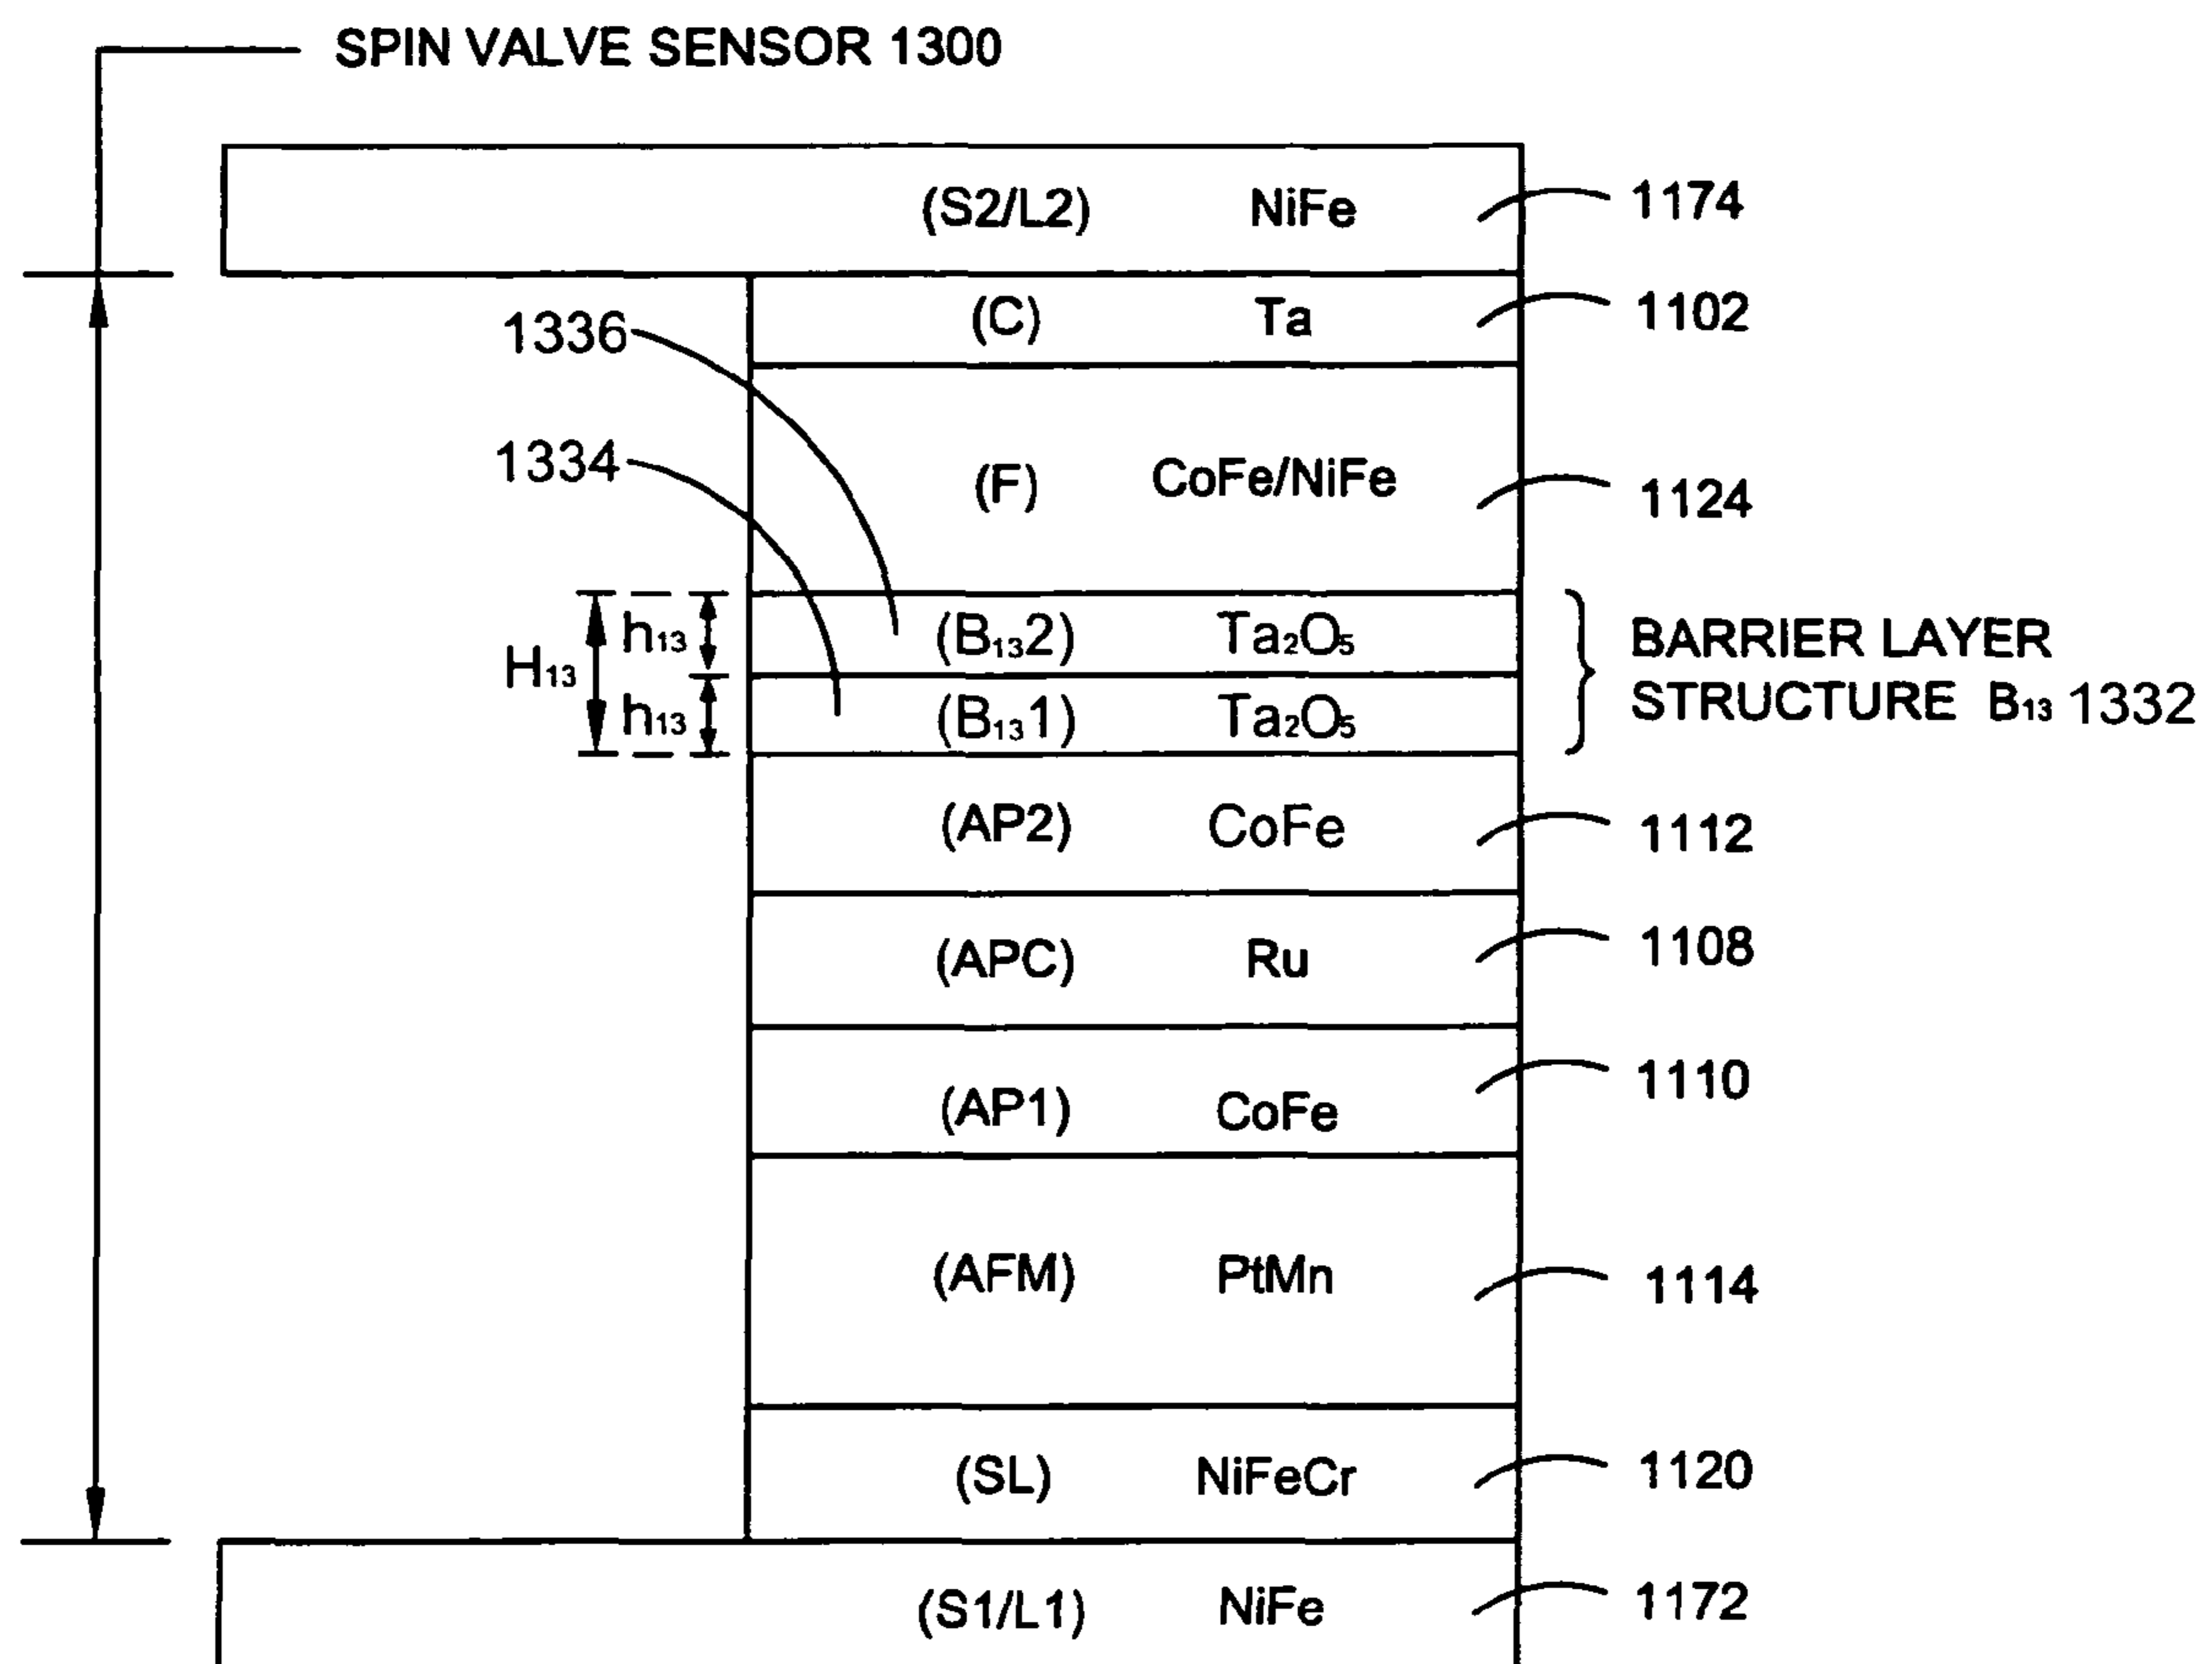 SPIN VALVE SENSOR 1300
(S2/L2) NiFe 1174
(C) Ta 1102
1336
1334
(F) CoFe/NiFe 1124
H₁₃ h₁₃ (B₁₃2) Ta₂O₅
h₁₃ (B₁₃1) Ta₂O₅
BARRIER LAYER
STRUCTURE B₁₃ 1332
(AP2) CoFe 1112
(APC) Ru 1108
(AP1) CoFe 1110
(AFM) PtMn 1114
(SL) NiFeCr 1120
(S1/L1) NiFe 1172